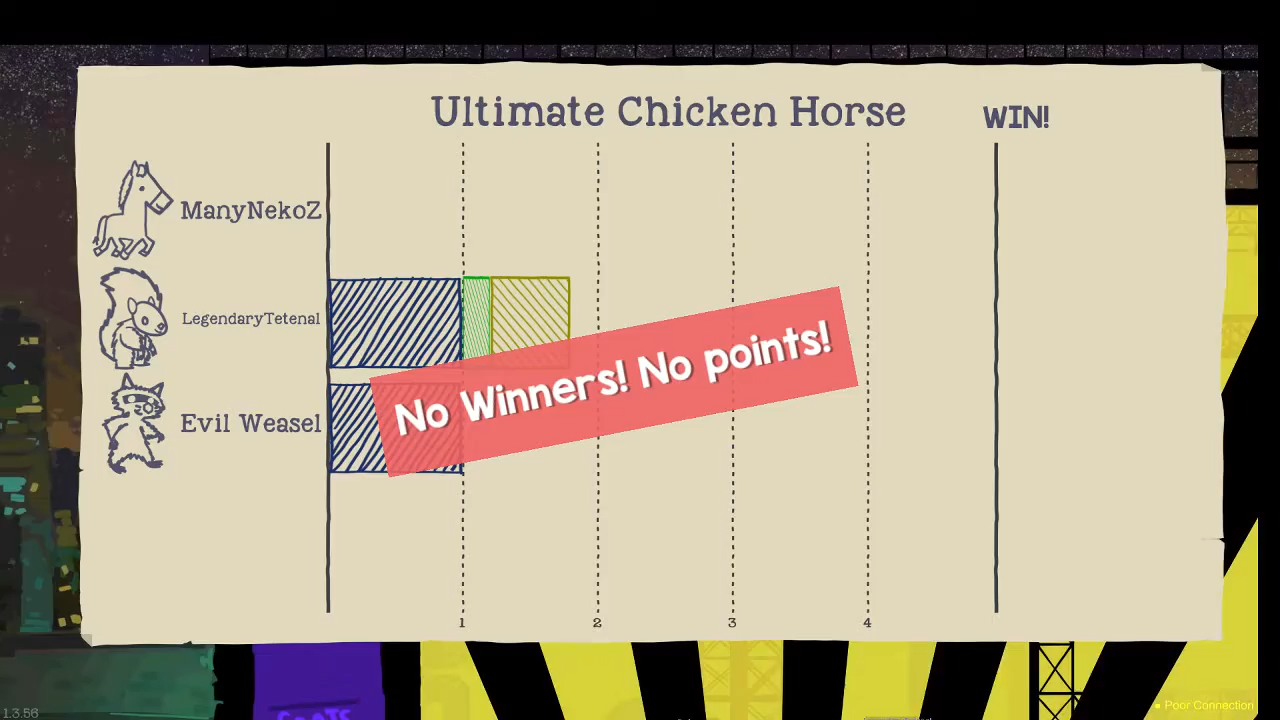 Ultimate Chicken Horse
WIN!
ManyNekoZ
LegendaryTetenal
No Winners! No points!
Evil Weasel
1 2 3 4
1.3.56
Poor Connection